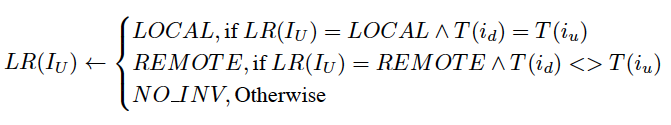 LOCAL, if LR(I_U) = LOCAL ∧ T(i_d) = T(i_u)
LR(I_U) ← { REMOTE, if LR(I_U) = REMOTE ∧ T(i_d) <> T(i_u)
NO_INV, Otherwise